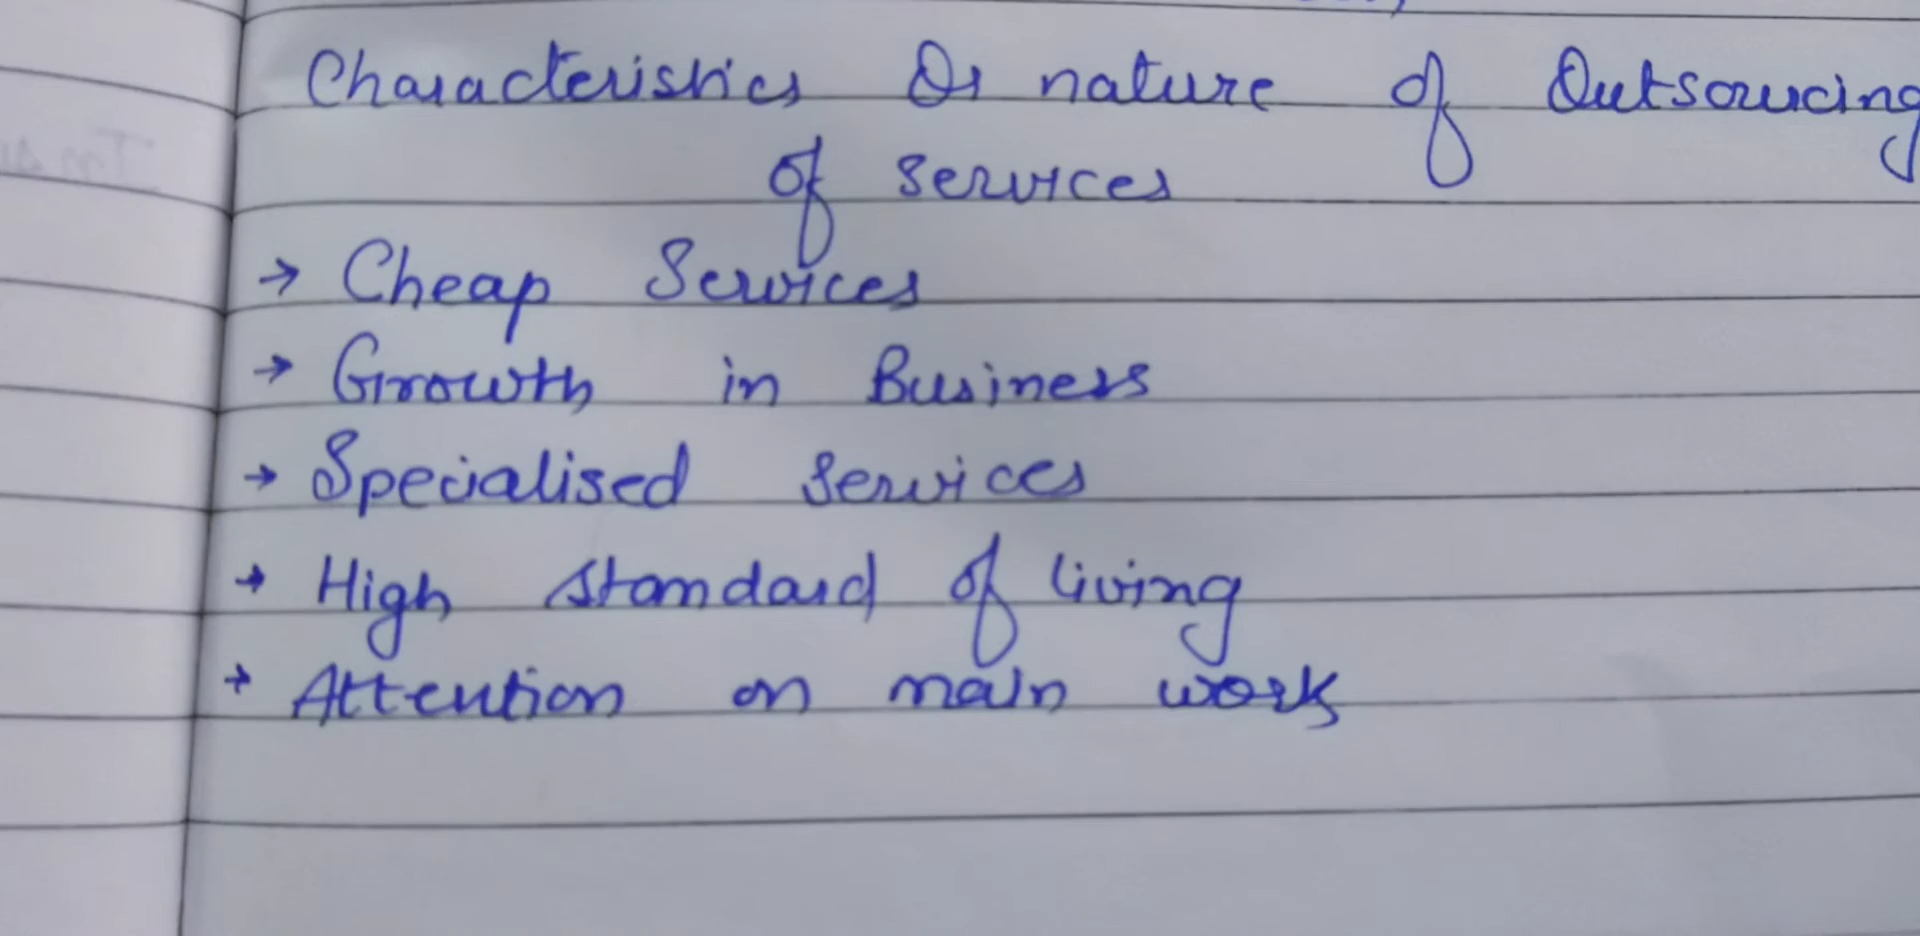 Characteristics Or nature of Outsourcing
of services
→ Cheap Services
→ Growth in Business
→ Specialised services
→ High standard of living
→ Attention on main work